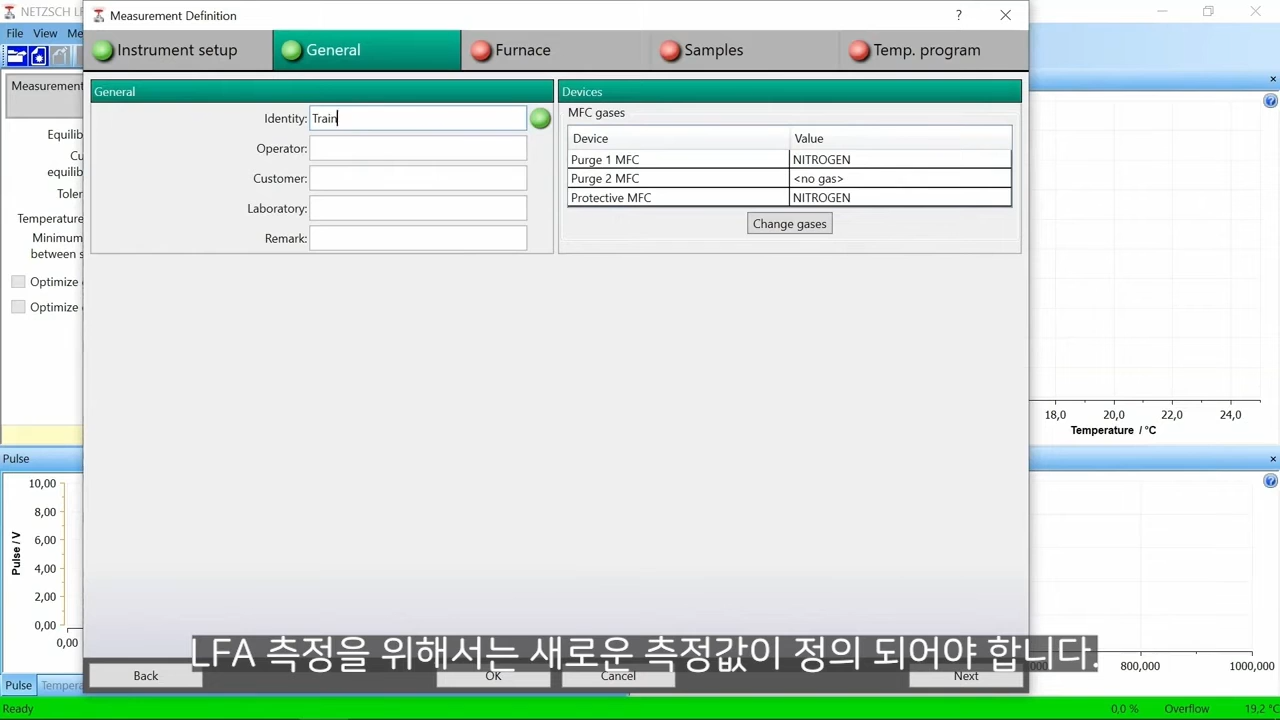 NETZSCH LF
Measurement Definition
?
File View Me
Instrument setup
General
Furnace
Samples
Temp. program
Measurement
Equilib
Cu
equilib
Toler
Temperature
Minimum
between s
Optimize
Optimize
General
Identity: Train
Operator:
Customer:
Laboratory:
Remark:
Devices
MFC gases
Device Value
Purge 1 MFC NITROGEN
Purge 2 MFC <no gas>
Protective MFC NITROGEN
Change gases
18,0 20,0 22,0 24,0
Temperature / °C
Pulse
10,00
8,00
6,00
4,00
2,00
0,00
Pulse / V
0,00
800,000 1000,000
LFA 측정을 위해서는 새로운 측정값이 정의 되어야 합니다.
Back
OK
Cancel
Next
Pulse Tempera
Ready
0,0 % Overflow 19,2 °C